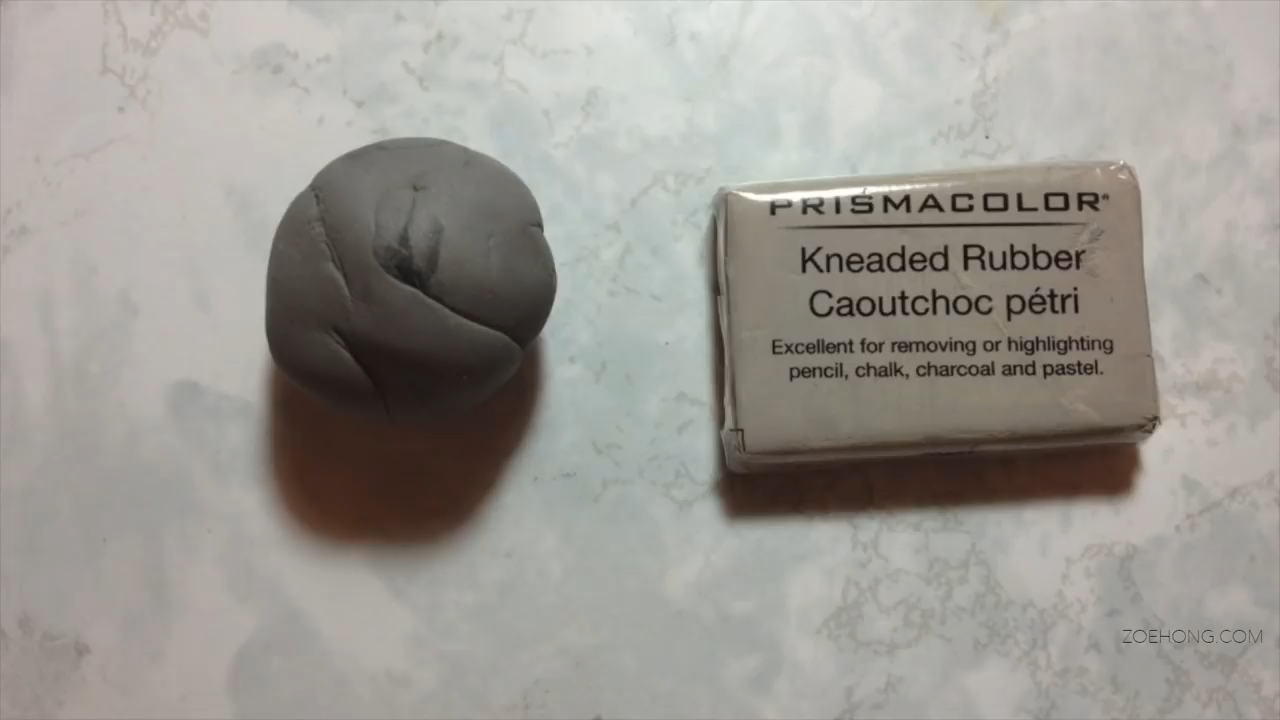 PRISMACOLOR®
Kneaded Rubber
Caoutchoc pétri
Excellent for removing or highlighting
pencil, chalk, charcoal and pastel.
ZOEHONG.COM